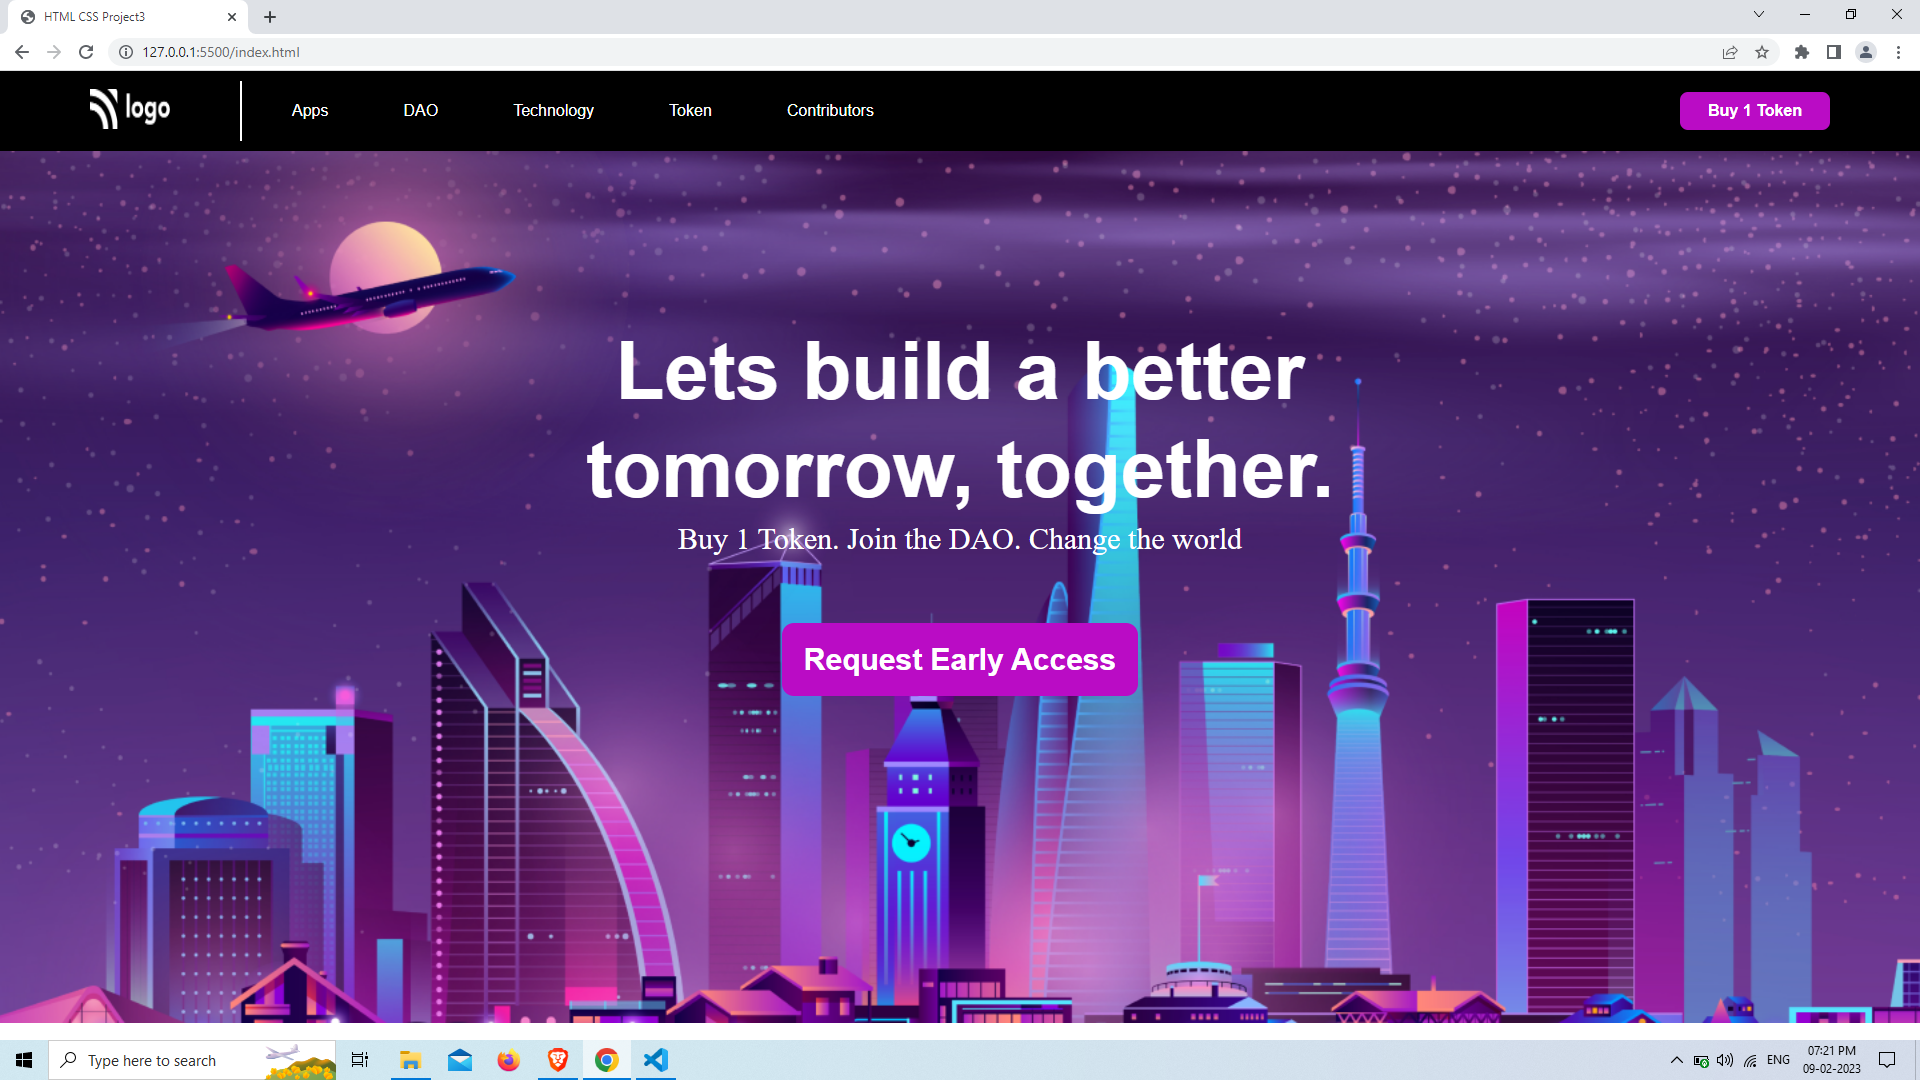 HTML CSS Project3
127.0.0.1:5500/index.html
logo
Apps
DAO
Technology
Token
Contributors
Buy 1 Token
Lets build a better
tomorrow, together.
Buy 1 Token. Join the DAO. Change the world
Request Early Access
Type here to search
ENG
07:21 PM
09-02-2023